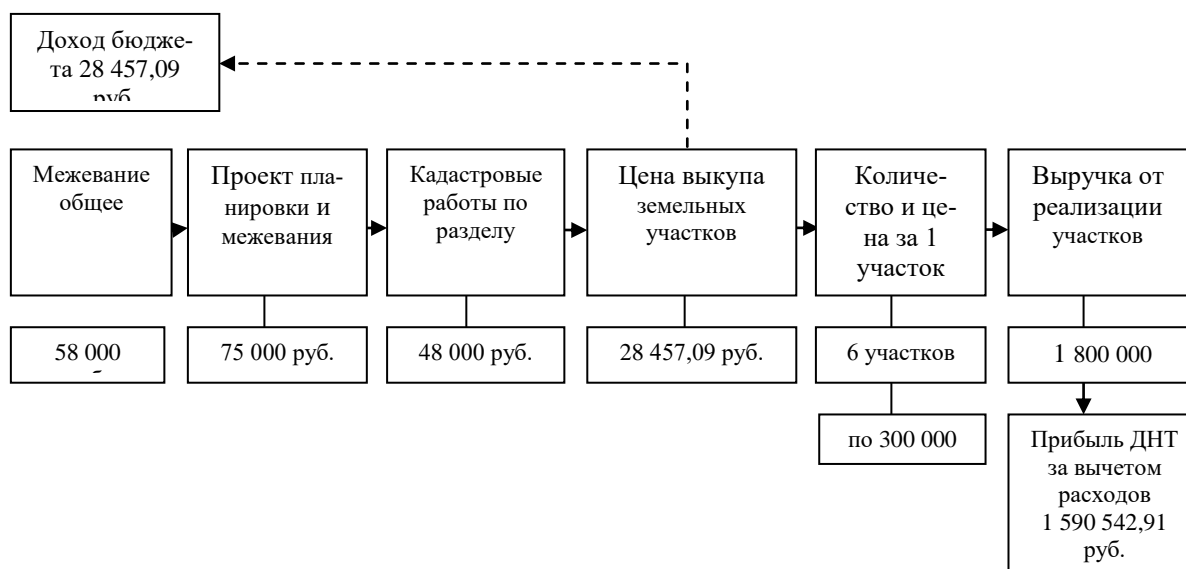 Доход бюдже-
та 28 457,09
руб.
Межевание
общее
Проект пла-
нировки и
межевания
Кадастровые
работы по
разделу
Цена выкупа
земельных
участков
Количе-
ство и це-
на за 1
участок
Выручка от
реализации
участков
58 000
75 000 руб.
48 000 руб.
28 457,09 руб.
6 участков
1 800 000
по 300 000
Прибыль ДНТ
за вычетом
расходов
1 590 542,91
руб.